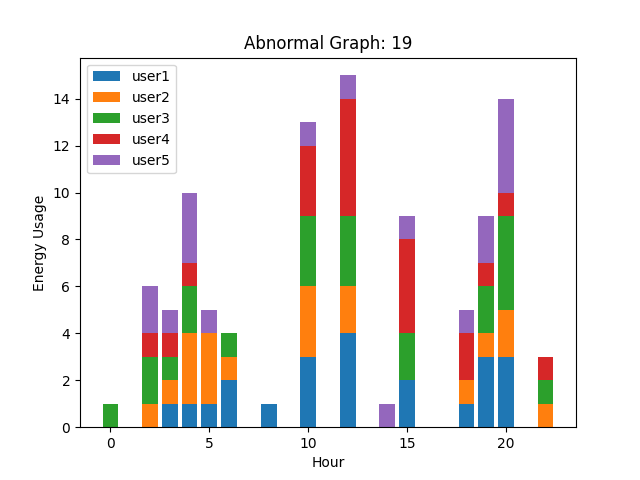 Abnormal Graph: 19
user1
user2
user3
user4
user5
Energy Usage
14
12
10
8
6
4
2
0
0 5 10 15 20
Hour